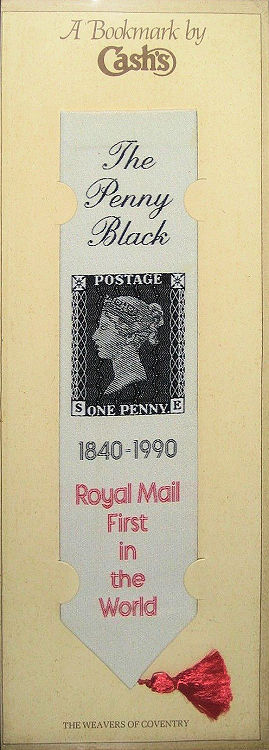 A Bookmark by
Cash's
The
Penny
Black
POSTAGE
S ONE PENNY. E
1840-1990
Royal Mail
First
in
the
World
THE WEAVERS OF COVENTRY